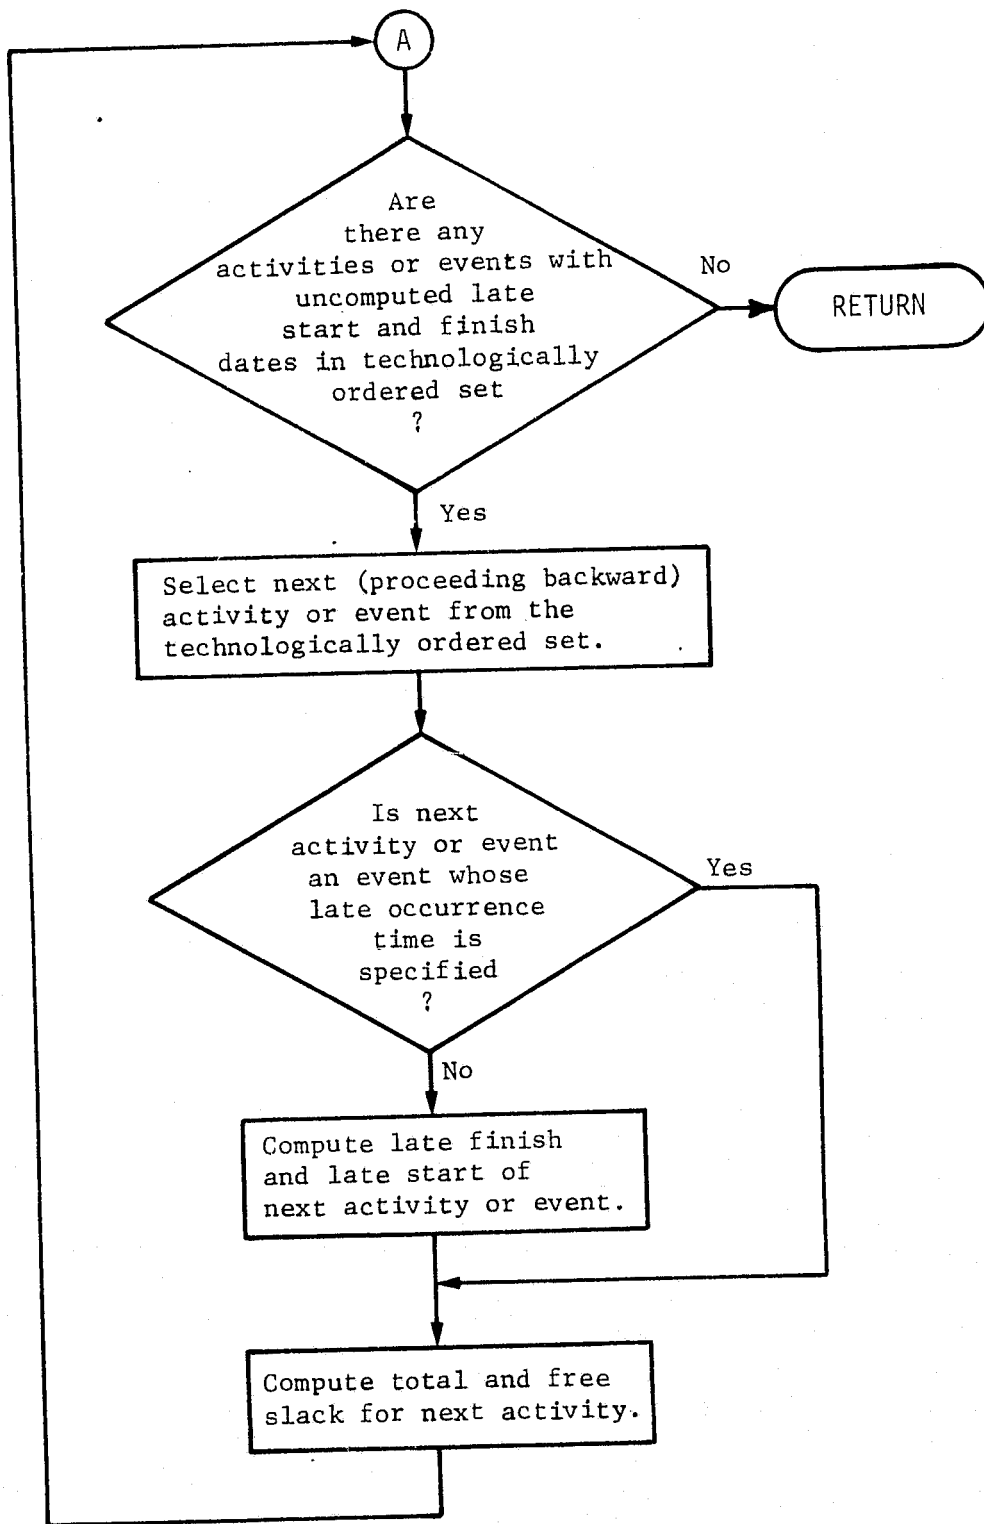 A
Are
there any
activities or events with
uncomputed late
start and finish
dates in technologically
ordered set
?
No
RETURN
Yes
Select next (proceeding backward)
activity or event from the
technologically ordered set.
Is next
activity or event
an event whose
late occurrence
time is
specified
?
Yes
No
Compute late finish
and late start of
next activity or event.
Compute total and free
slack for next activity.